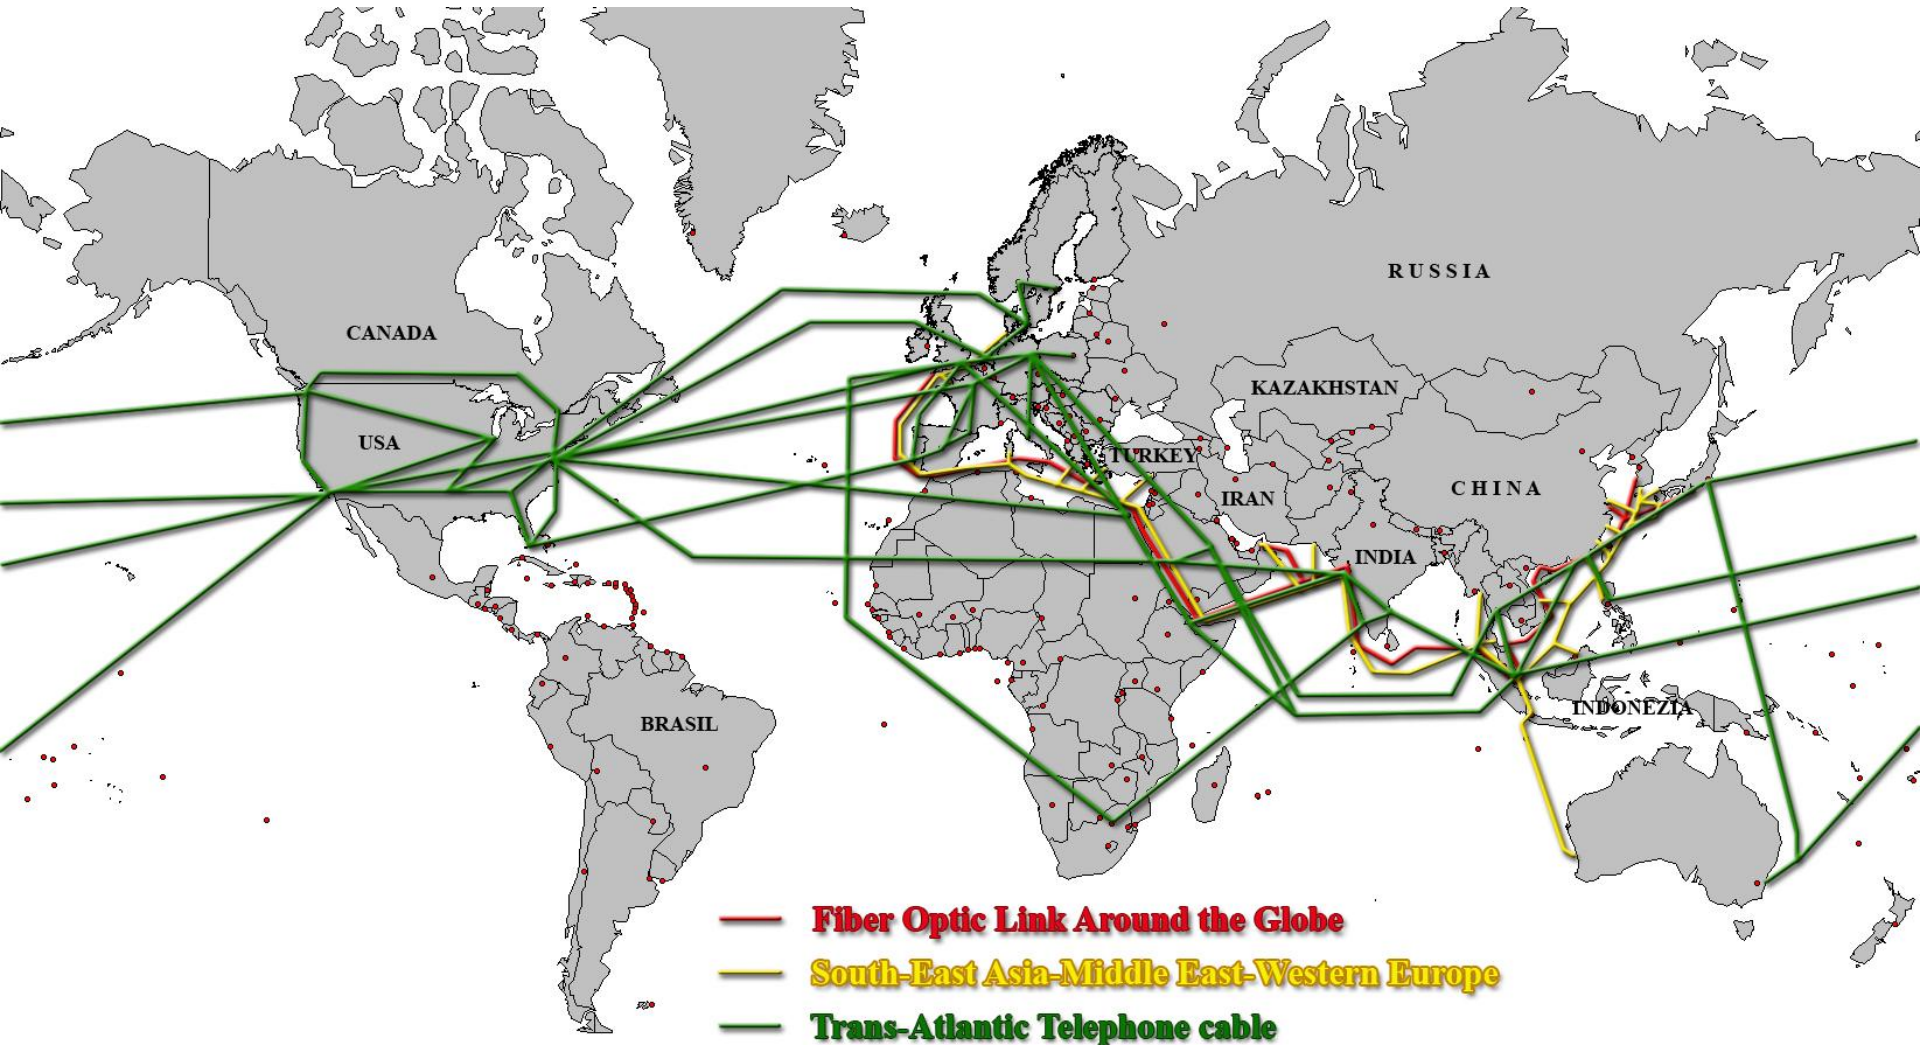 RUSSIA
CANADA
KAZAKHSTAN
USA
TURKEY
IRAN
CHINA
INDIA
INDONEZIA
BRASIL
Fiber Optic Link Around the Globe
South-East Asia-Middle East-Western Europe
Trans-Atlantic Telephone cable